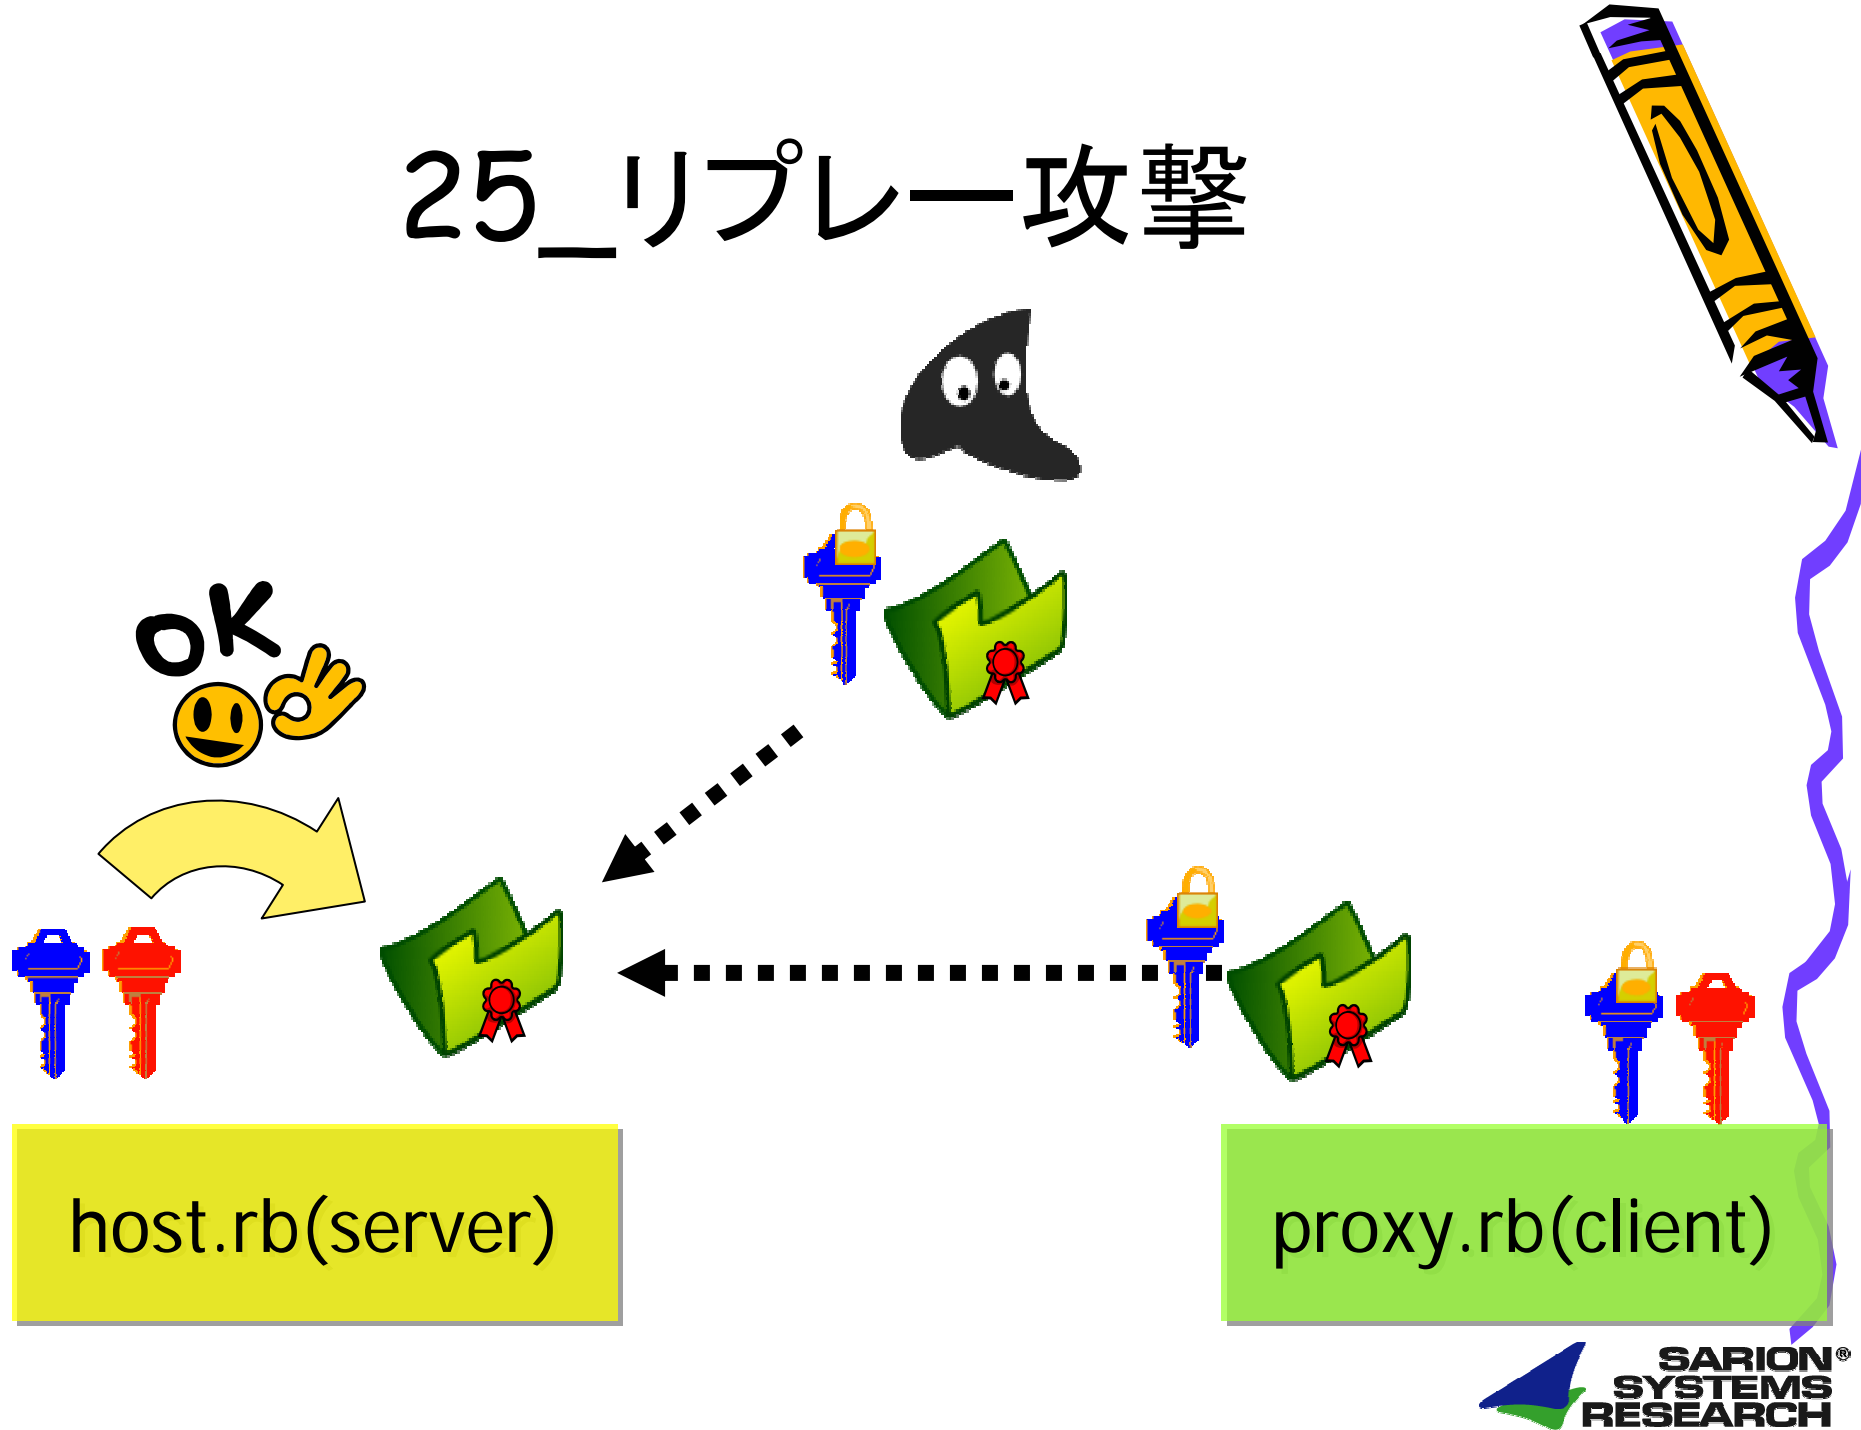 25_リプレー攻撃
OK
host.rb(server)
proxy.rb(client)
SARION®
SYSTEMS
RESEARCH